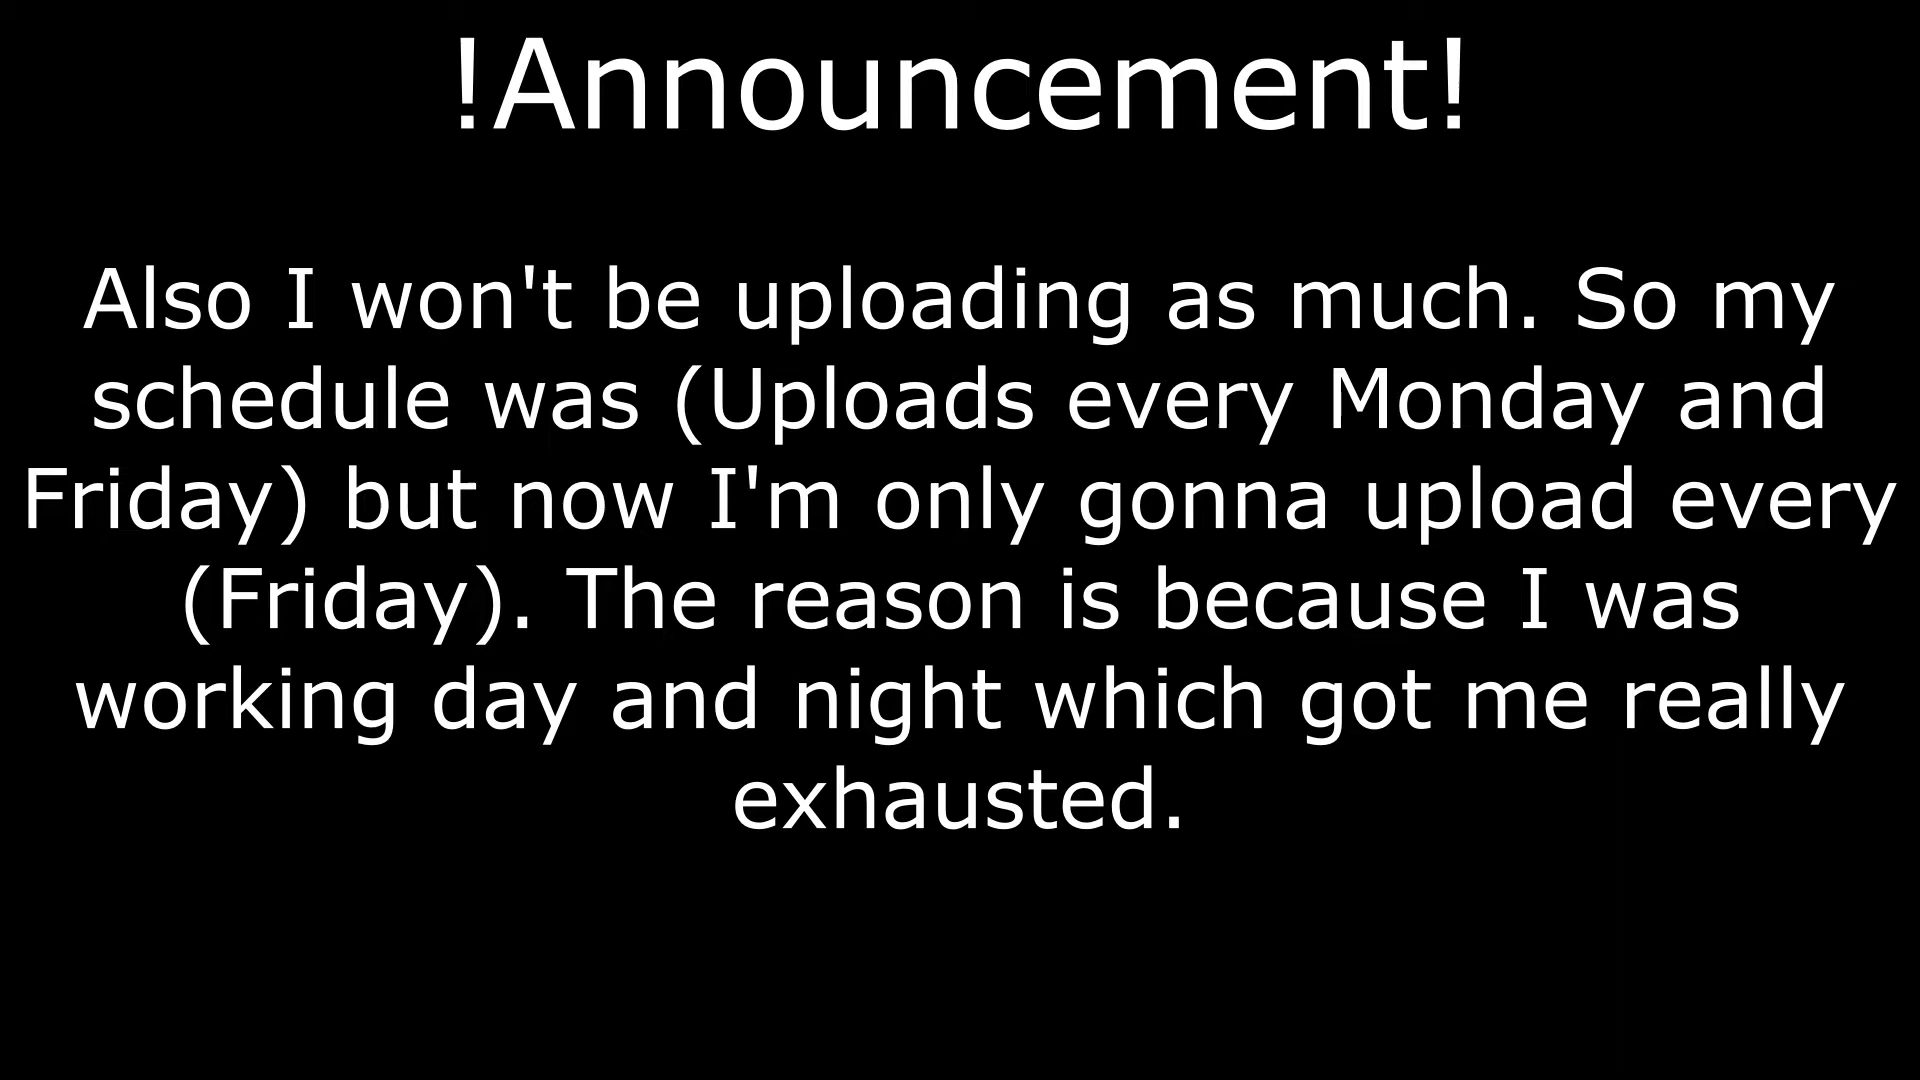 !Announcement!
Also I won't be uploading as much. So my
schedule was (Uploads every Monday and
Friday) but now I'm only gonna upload every
(Friday). The reason is because I was
working day and night which got me really
exhausted.